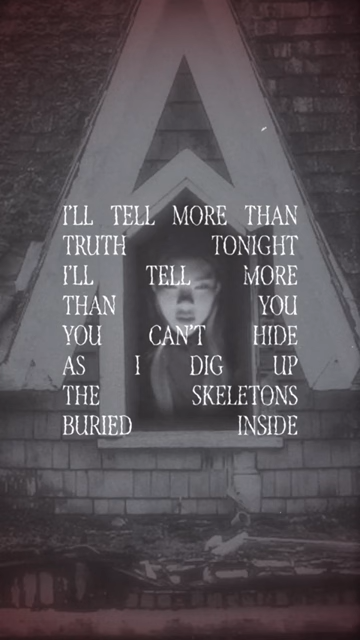 I'LL TELL MORE THAN
TRUTH TONIGHT
I'LL TELL MORE
THAN YOU
YOU CAN'T HIDE
AS I DIG UP
THE SKELETONS
BURIED INSIDE